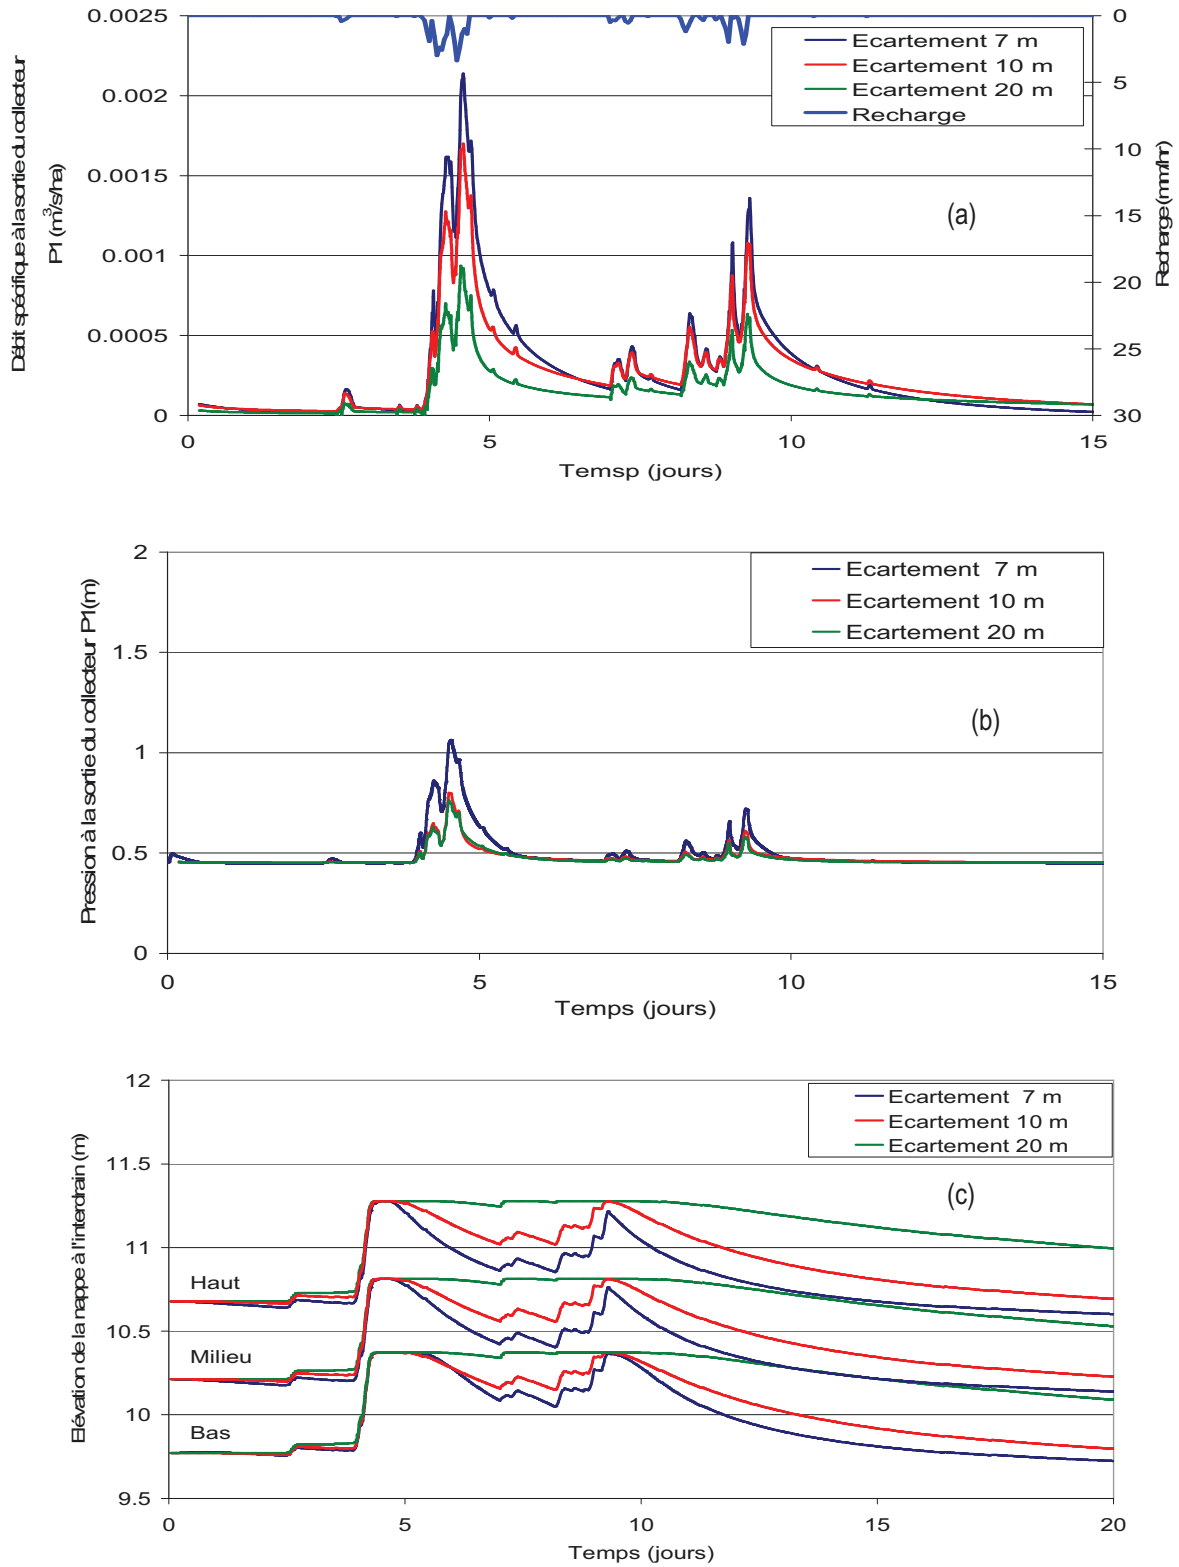 Débit spécifique à la sortie du collecteur
P1 (m³/s/ha)
0.0025
0.002
0.0015
0.001
0.0005
0
0
5
10
15
Temsp (jours)
0
5
10
15
20
25
30
Recharge (mm/hr)
Ecartement 7 m
Ecartement 10 m
Ecartement 20 m
Recharge
(a)
Pression à la sortie du collecteur P1(m)
2
1.5
1
0.5
0
0
5
10
15
Temps (jours)
Ecartement 7 m
Ecartement 10 m
Ecartement 20 m
(b)
Elévation de la nappe à l'interdrain (m)
12
11.5
11
10.5
10
9.5
0
5
10
15
20
Temps (jours)
Ecartement 7 m
Ecartement 10 m
Ecartement 20 m
(c)
Haut
Milieu
Bas